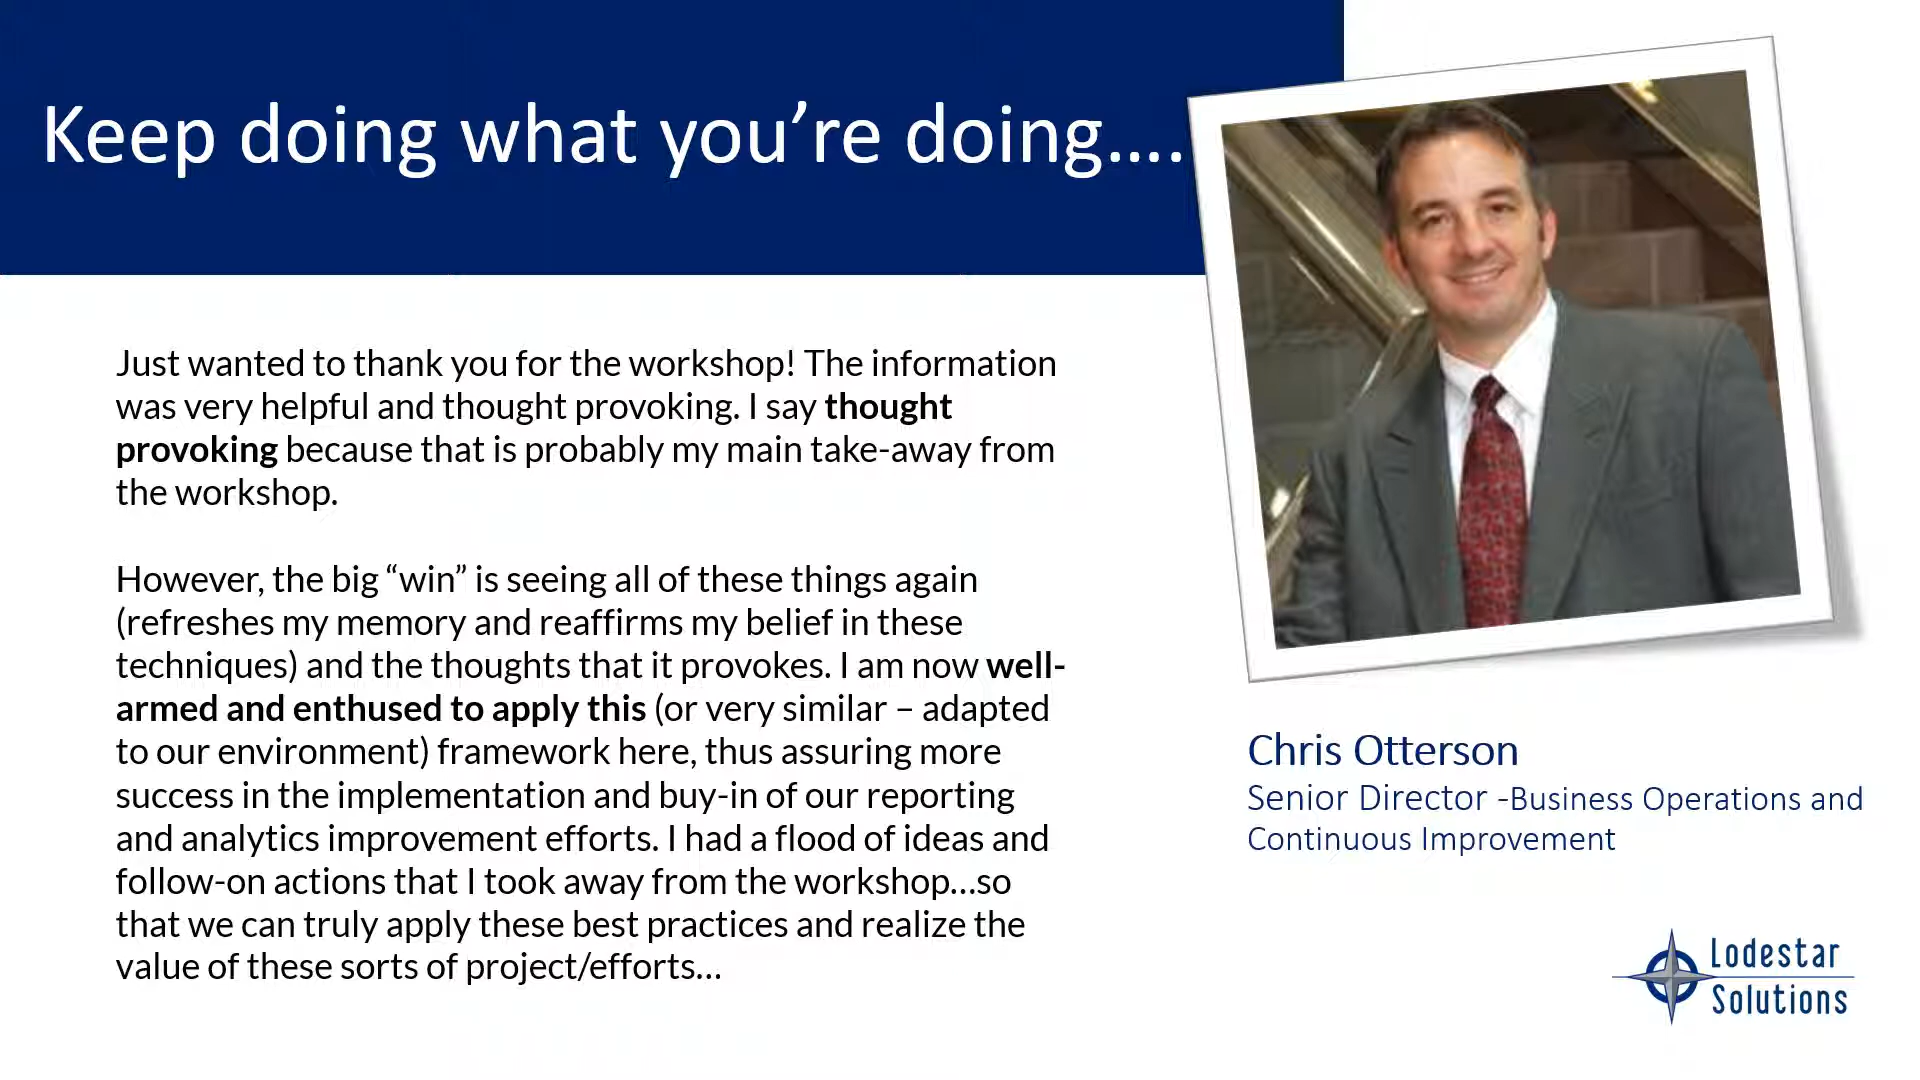 Keep doing what you’re doing….
Just wanted to thank you for the workshop! The information
was very helpful and thought provoking. I say thought
provoking because that is probably my main take-away from
the workshop.
However, the big “win” is seeing all of these things again
(refreshes my memory and reaffirms my belief in these
techniques) and the thoughts that it provokes. I am now well-
armed and enthused to apply this (or very similar – adapted
to our environment) framework here, thus assuring more
success in the implementation and buy-in of our reporting
and analytics improvement efforts. I had a flood of ideas and
follow-on actions that I took away from the workshop…so
that we can truly apply these best practices and realize the
value of these sorts of project/efforts…
Chris Otterson
Senior Director -Business Operations and
Continuous Improvement
Lodestar
Solutions